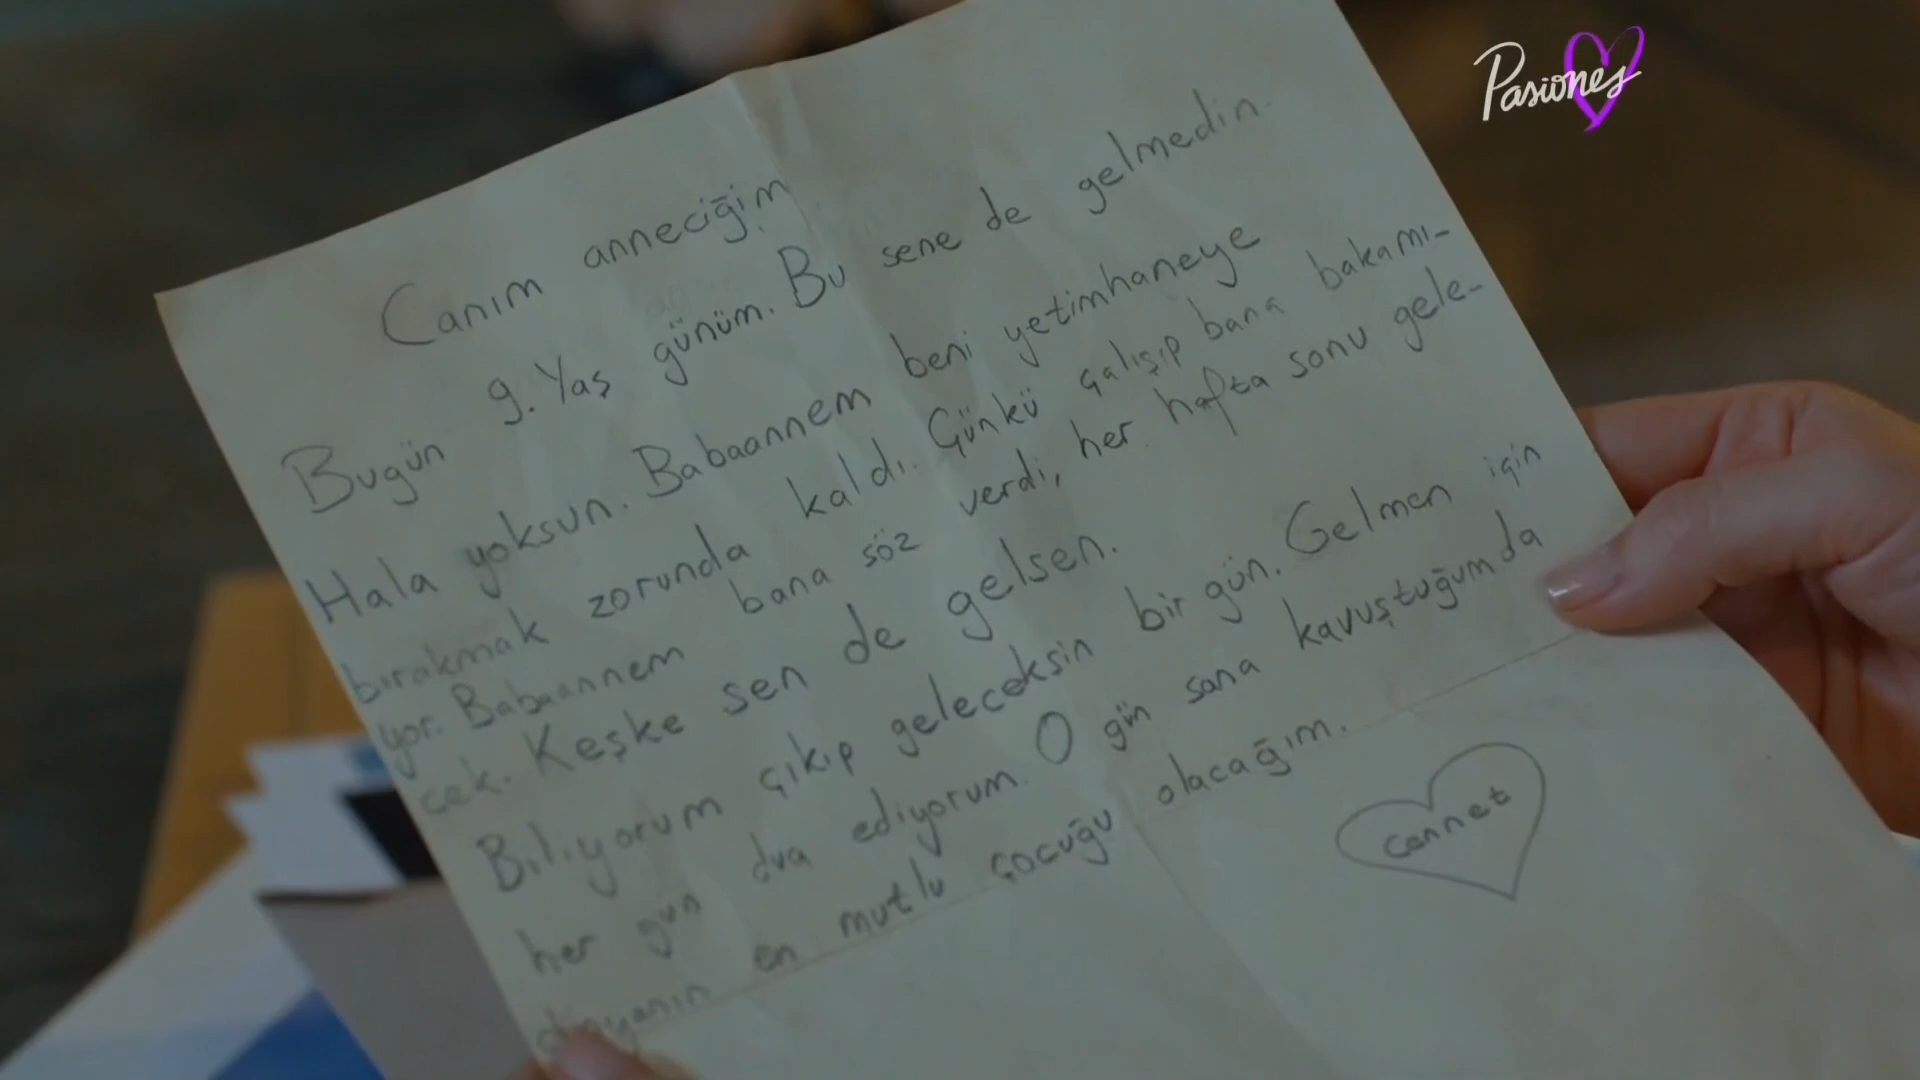 Pasiones
Canım anneciğim
Bugün 9. Yaş günüm. Bu sene de gelmedin.
Hala yoksun. Babaannem beni yetimhaneye
bırakmak zorunda kaldı. Günkü çalışıp bana bakamı-
yor. Babaannem bana söz verdi, her hafta sonu gele-
cek. Keşke sen de gelsen.
Biliyorum çıkıp geleceksin bir gün. Gelmen için
her gün dua ediyorum. O gün sana kavuştuğumda
dünyanın en mutlu çocuğu olacağım.
Cennet